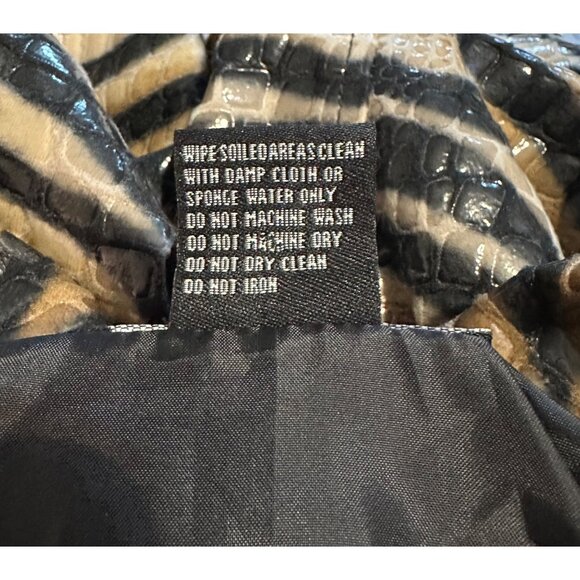 WIPE SOILED AREAS CLEAN
WITH DAMP CLOTH OR
SPONGE WATER ONLY
DO NOT MACHINE WASH
DO NOT MACHINE DRY
DO NOT DRY CLEAN
DO NOT IRON